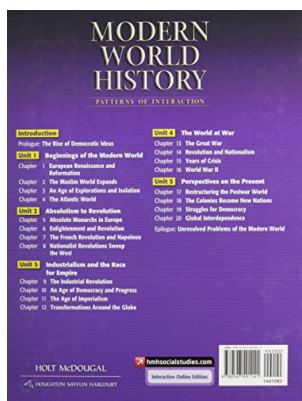 MODERN
WORLD
HISTORY
PATTERNS OF INTERACTION
Introduction
Prologue: The Rise of Democratic Ideas
Unit 1 Beginnings of the Modern World
Chapter 1 European Renaissance and
Reformation
Chapter 2 The Muslim World Expands
Chapter 3 An Age of Explorations and Isolation
Chapter 4 The Atlantic World
Unit 2 Absolutism to Revolution
Chapter 5 Absolute Monarchs in Europe
Chapter 6 Enlightenment and Revolution
Chapter 7 The French Revolution and Napoleon
Chapter 8 Nationalist Revolutions Sweep
the West
Unit 3 Industrialism and the Race
for Empire
Chapter 9 The Industrial Revolution
Chapter 10 An Age of Democracy and Progress
Chapter 11 The Age of Imperialism
Chapter 12 Transformations Around the Globe
Unit 4 The World at War
Chapter 13 The Great War
Chapter 14 Revolution and Nationalism
Chapter 15 Years of Crisis
Chapter 16 World War II
Unit 5 Perspectives on the Present
Chapter 17 Restructuring the Postwar World
Chapter 18 The Colonies Become New Nations
Chapter 19 Struggles for Democracy
Chapter 20 Global Interdependence
Epilogue: Unresolved Problems of the Modern World
HOLT MCDOUGAL
HOUGHTON MIFFLIN HARCOURT
hmhsocialstudies.com
Interactive Online Edition